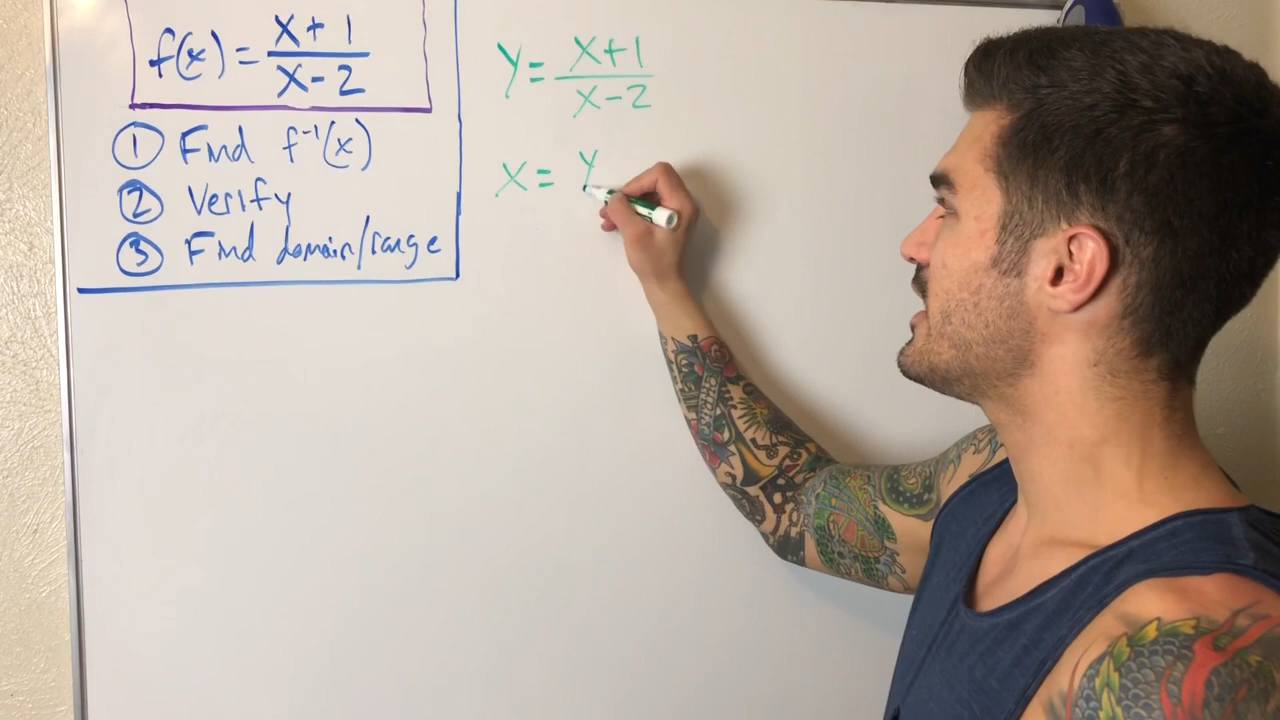 f(x) = x+1 / x-2
① Find f⁻¹(x)
② Verify
③ Find domain/range
y = x+1 / x-2
x = y